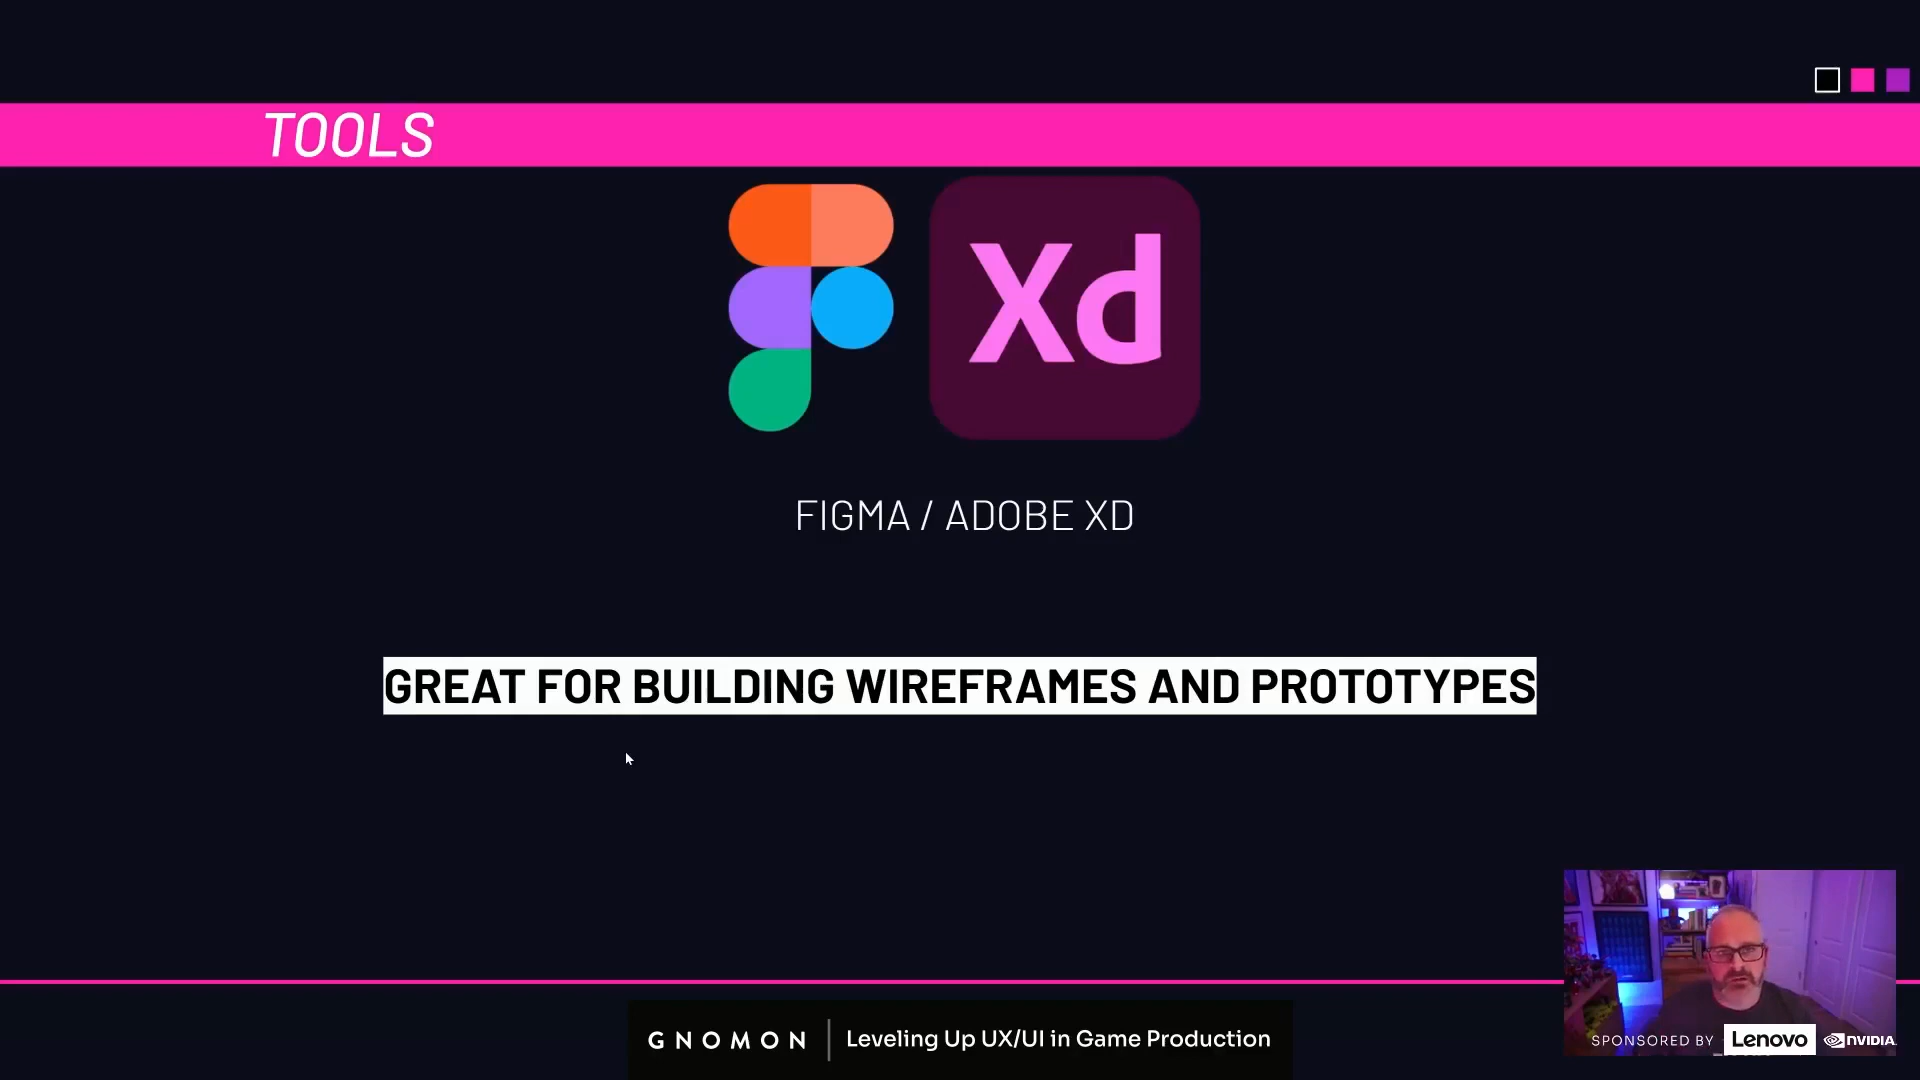 TOOLS
Xd
FIGMA / ADOBE XD
GREAT FOR BUILDING WIREFRAMES AND PROTOTYPES
GNOMON | Leveling Up UX/UI in Game Production
SPONSORED BY Lenovo NVIDIA